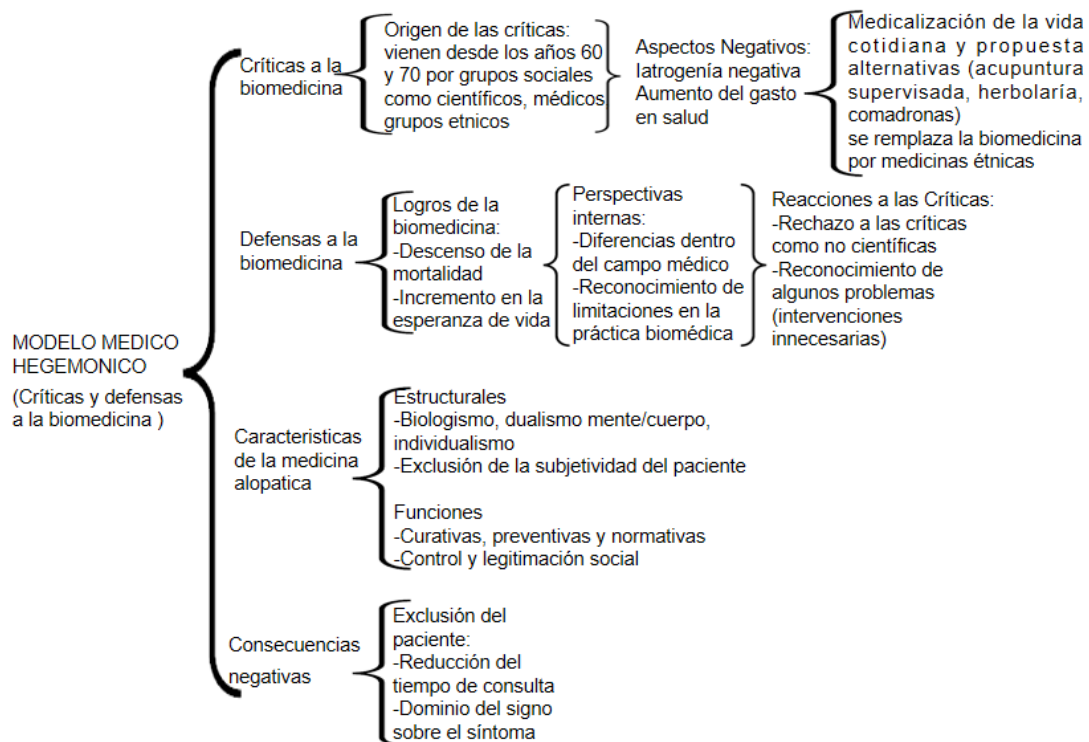 MODELO MEDICO
HEGEMONICO
(Críticas y defensas
a la biomedicina )
Críticas a la
biomedicina
Origen de las críticas:
vienen desde los años 60
y 70 por grupos sociales
como científicos, médicos,
grupos etnicos
Aspectos Negativos:
Iatrogenía negativa
Aumento del gasto
en salud
Medicalización de la vida
cotidiana y propuesta
alternativas (acupuntura
supervisada, herbolaría,
comadronas)
se remplaza la biomedicina
por medicinas étnicas
Defensas a la
biomedicina
Logros de la
biomedicina:
-Descenso de la
mortalidad
-Incremento en la
esperanza de vida
Perspectivas
internas:
-Diferencias dentro
del campo médico
-Reconocimiento de
limitaciones en la
práctica biomédica
Reacciones a las Críticas:
-Rechazo a las críticas
como no científicas
-Reconocimiento de
algunos problemas
(intervenciones
innecesarias)
Caracteristicas
de la medicina
alopatica
Estructurales
-Biologismo, dualismo mente/cuerpo,
individualismo
-Exclusión de la subjetividad del paciente
Funciones
-Curativas, preventivas y normativas
-Control y legitimación social
Consecuencias
negativas
Exclusión del
paciente:
-Reducción del
tiempo de consulta
-Dominio del signo
sobre el síntoma